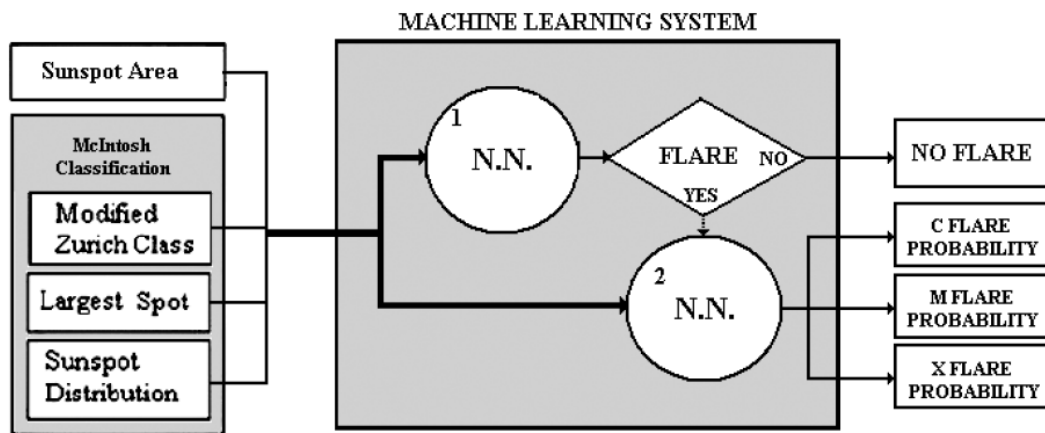 MACHINE LEARNING SYSTEM
Sunspot Area
McIntosh
Classification
Modified
Zurich Class
Largest Spot
Sunspot
Distribution
1
N.N.
FLARE
NO
YES
2
N.N.
NO FLARE
C FLARE
PROBABILITY
M FLARE
PROBABILITY
X FLARE
PROBABILITY